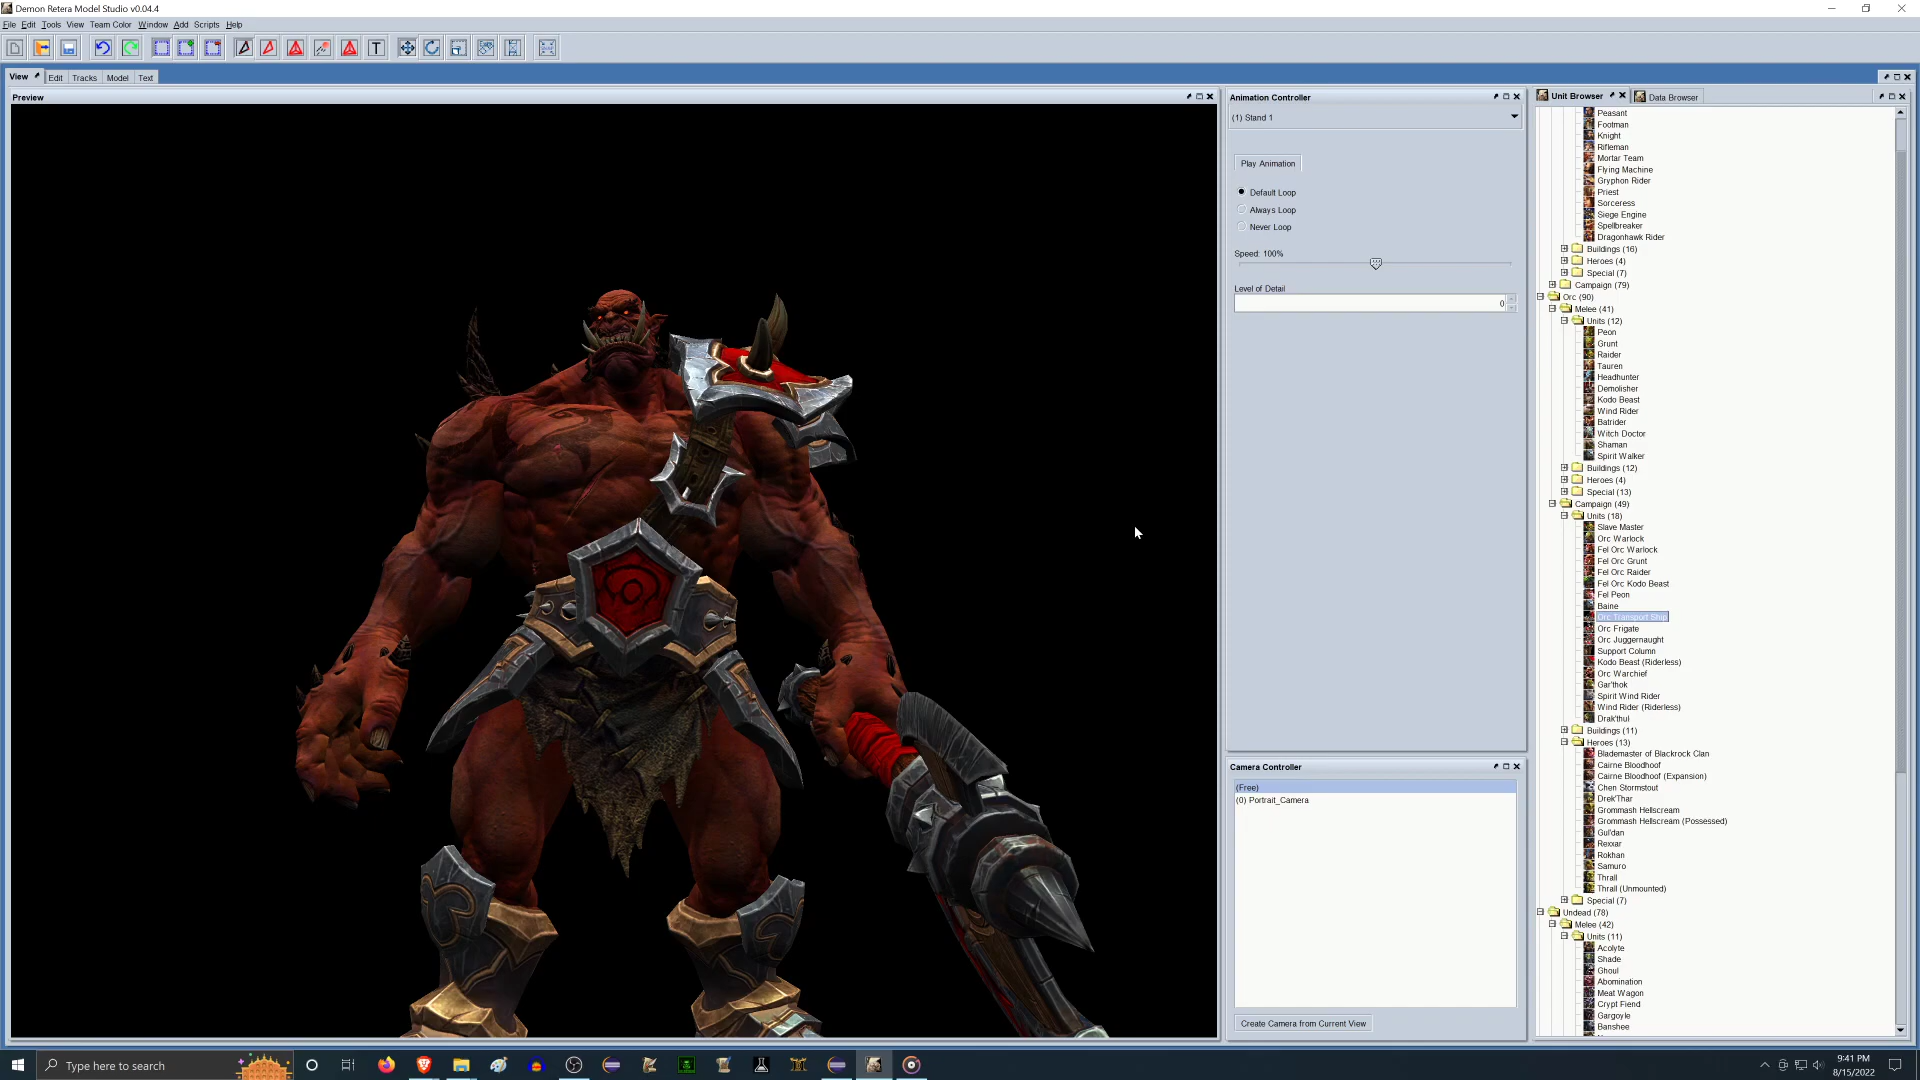 Demon Retera Model Studio v0.04.4
File Edit Tools View Team Color Window Add Scripts Help
T
View Edit Tracks Model Text
Preview
Animation Controller
(1) Stand 1
Play Animation
Default Loop
Always Loop
Never Loop
Speed: 100%
Level of Detail
0
Camera Controller
(Free)
(0) Portrait_Camera
Create Camera from Current View
Unit Browser
Data Browser
Peasant
Footman
Knight
Rifleman
Mortar Team
Flying Machine
Gryphon Rider
Priest
Sorceress
Siege Engine
Spellbreaker
Dragonhawk Rider
Buildings (16)
Heroes (4)
Special (7)
Campaign (79)
Orc (90)
Melee (41)
Units (12)
Peon
Grunt
Raider
Tauren
Headhunter
Demolisher
Kodo Beast
Wind Rider
Batrider
Witch Doctor
Shaman
Spirit Walker
Buildings (12)
Heroes (4)
Special (13)
Campaign (49)
Units (18)
Slave Master
Orc Warlock
Fel Orc Warlock
Fel Orc Grunt
Fel Orc Raider
Fel Orc Kodo Beast
Fel Peon
Baine
Orc Transport Ship
Orc Frigate
Orc Juggernaught
Support Column
Kodo Beast (Riderless)
Orc Warchief
Gar'thok
Spirit Wind Rider
Wind Rider (Riderless)
Drak'thul
Buildings (11)
Heroes (13)
Blademaster of Blackrock Clan
Cairne Bloodhoof
Cairne Bloodhoof (Expansion)
Chen Stormstout
Drek'Thar
Grommash Hellscream
Grommash Hellscream (Possessed)
Gul'dan
Rexxar
Rokhan
Samuro
Thrall
Thrall (Unmounted)
Special (7)
Undead (78)
Melee (42)
Units (11)
Acolyte
Shade
Ghoul
Abomination
Meat Wagon
Crypt Fiend
Gargoyle
Banshee
Type here to search
9:41 PM
8/15/2022